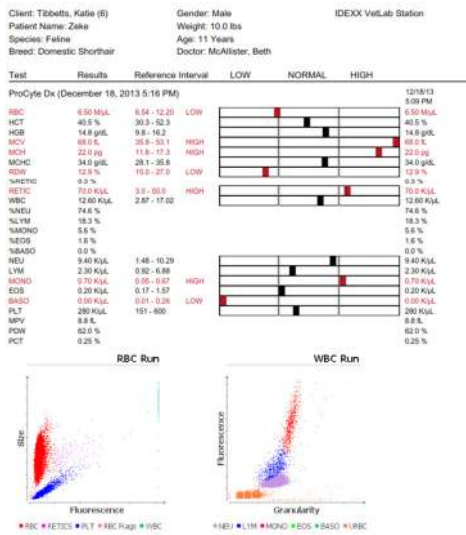 Client: Tibbetts, Katie (6) Gender: Male IDEXX VetLab Station
Patient Name: Zeke Weight: 10.0 lbs
Species: Feline Age: 11 Years
Breed: Domestic Shorthair Doctor: McAllister, Beth
Test Results Reference Interval LOW NORMAL HIGH
ProCyte Dx (December 18, 2013 5:16 PM) 12/18/13
5:09 PM
RBC 6.50 M/µL 6.54 - 12.20 LOW 6.50 M/µL
HCT 40.5 % 30.3 - 52.3 40.5 %
HGB 14.8 g/dL 9.8 - 16.2 14.8 g/dL
MCV 68.0 fL 35.9 - 53.1 HIGH 68.0 fL
MCH 22.0 pg 11.8 - 17.3 HIGH 22.0 pg
MCHC 34.0 g/dL 28.1 - 35.8 34.0 g/dL
RDW 12.9 % 15.0 - 27.0 LOW 12.9 %
%RETIC 0.5 % 0.5 %
RETIC 70.0 K/µL 3.0 - 50.0 HIGH 70.0 K/µL
WBC 12.60 K/µL 2.87 - 17.02 12.60 K/µL
%NEU 74.6 % 74.6 %
%LYM 18.3 % 18.3 %
%MONO 5.6 % 5.6 %
%EOS 1.6 % 1.6 %
%BASO 0.0 % 0.0 %
NEU 9.40 K/µL 1.48 - 10.29 9.40 K/µL
LYM 2.30 K/µL 0.92 - 6.88 2.30 K/µL
MONO 0.70 K/µL 0.05 - 0.67 HIGH 0.70 K/µL
EOS 0.20 K/µL 0.17 - 1.57 0.20 K/µL
BASO 0.00 K/µL 0.01 - 0.26 LOW 0.00 K/µL
PLT 280 K/µL 151 - 600 280 K/µL
MPV 8.8 fL 8.8 fL
PDW 62.0 % 62.0 %
PCT 0.25 % 0.25 %
RBC Run WBC Run
Size Fluorescence
Fluorescence Granularity
RBC RETICS PLT RBC Frags WBC NEU LYM MONO EOS BASO URBC